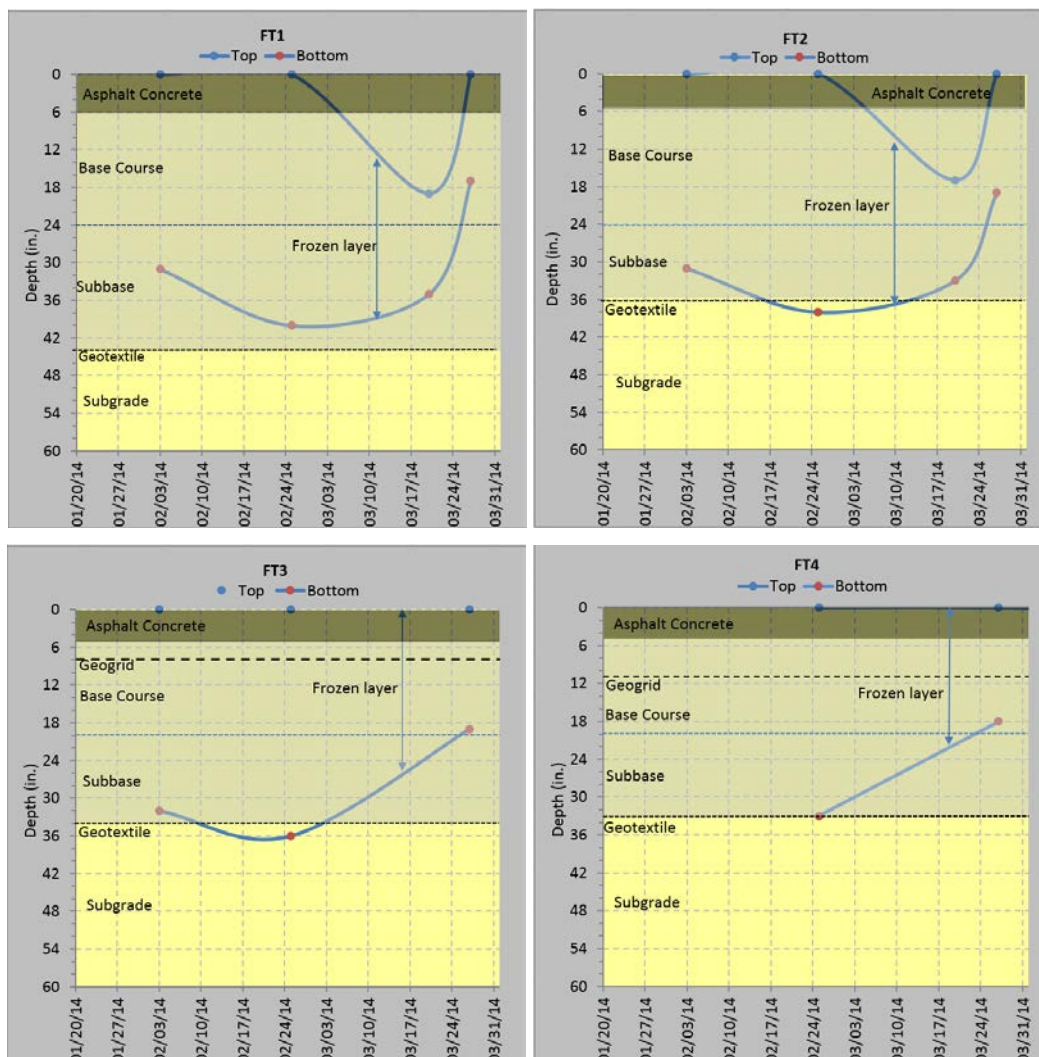 FT1
Top Bottom
0
Asphalt Concrete
6
12
Base Course
18
24
Frozen layer
30
Subbase
36
42
Geotextile
48
Subgrade
54
60
Depth (in.)
01/20/14 01/27/14 02/03/14 02/10/14 02/17/14 02/24/14 03/03/14 03/10/14 03/17/14 03/24/14 03/31/14
FT2
Top Bottom
0
Asphalt Concrete
6
12
Base Course
18
Frozen layer
24
Subbase
30
36
Geotextile
42
48
Subgrade
54
60
Depth (in.)
01/20/14 01/27/14 02/03/14 02/10/14 02/17/14 02/24/14 03/03/14 03/10/14 03/17/14 03/24/14 03/31/14
FT3
Top Bottom
0
Asphalt Concrete
6
Geogrid
12
Frozen layer
Base Course
18
24
Subbase
30
Geotextile
36
42
Subgrade
48
54
60
Depth (in.)
01/20/14 01/27/14 02/03/14 02/10/14 02/17/14 02/24/14 03/03/14 03/10/14 03/17/14 03/24/14 03/31/14
FT4
Top Bottom
0
Asphalt Concrete
6
12
Geogrid
Frozen layer
Base Course
18
24
Subbase
30
Geotextile
36
42
Subgrade
48
54
60
Depth (in.)
01/20/14 01/27/14 02/03/14 02/10/14 02/17/14 02/24/14 03/03/14 03/10/14 03/17/14 03/24/14 03/31/14